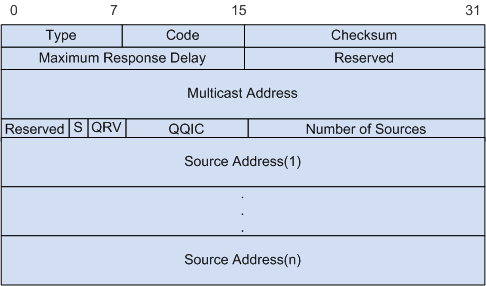 0 7 15 31
Type Code Checksum
Maximum Response Delay Reserved
Multicast Address
Reserved S QRV QQIC Number of Sources
Source Address(1)
.
.
.
Source Address(n)